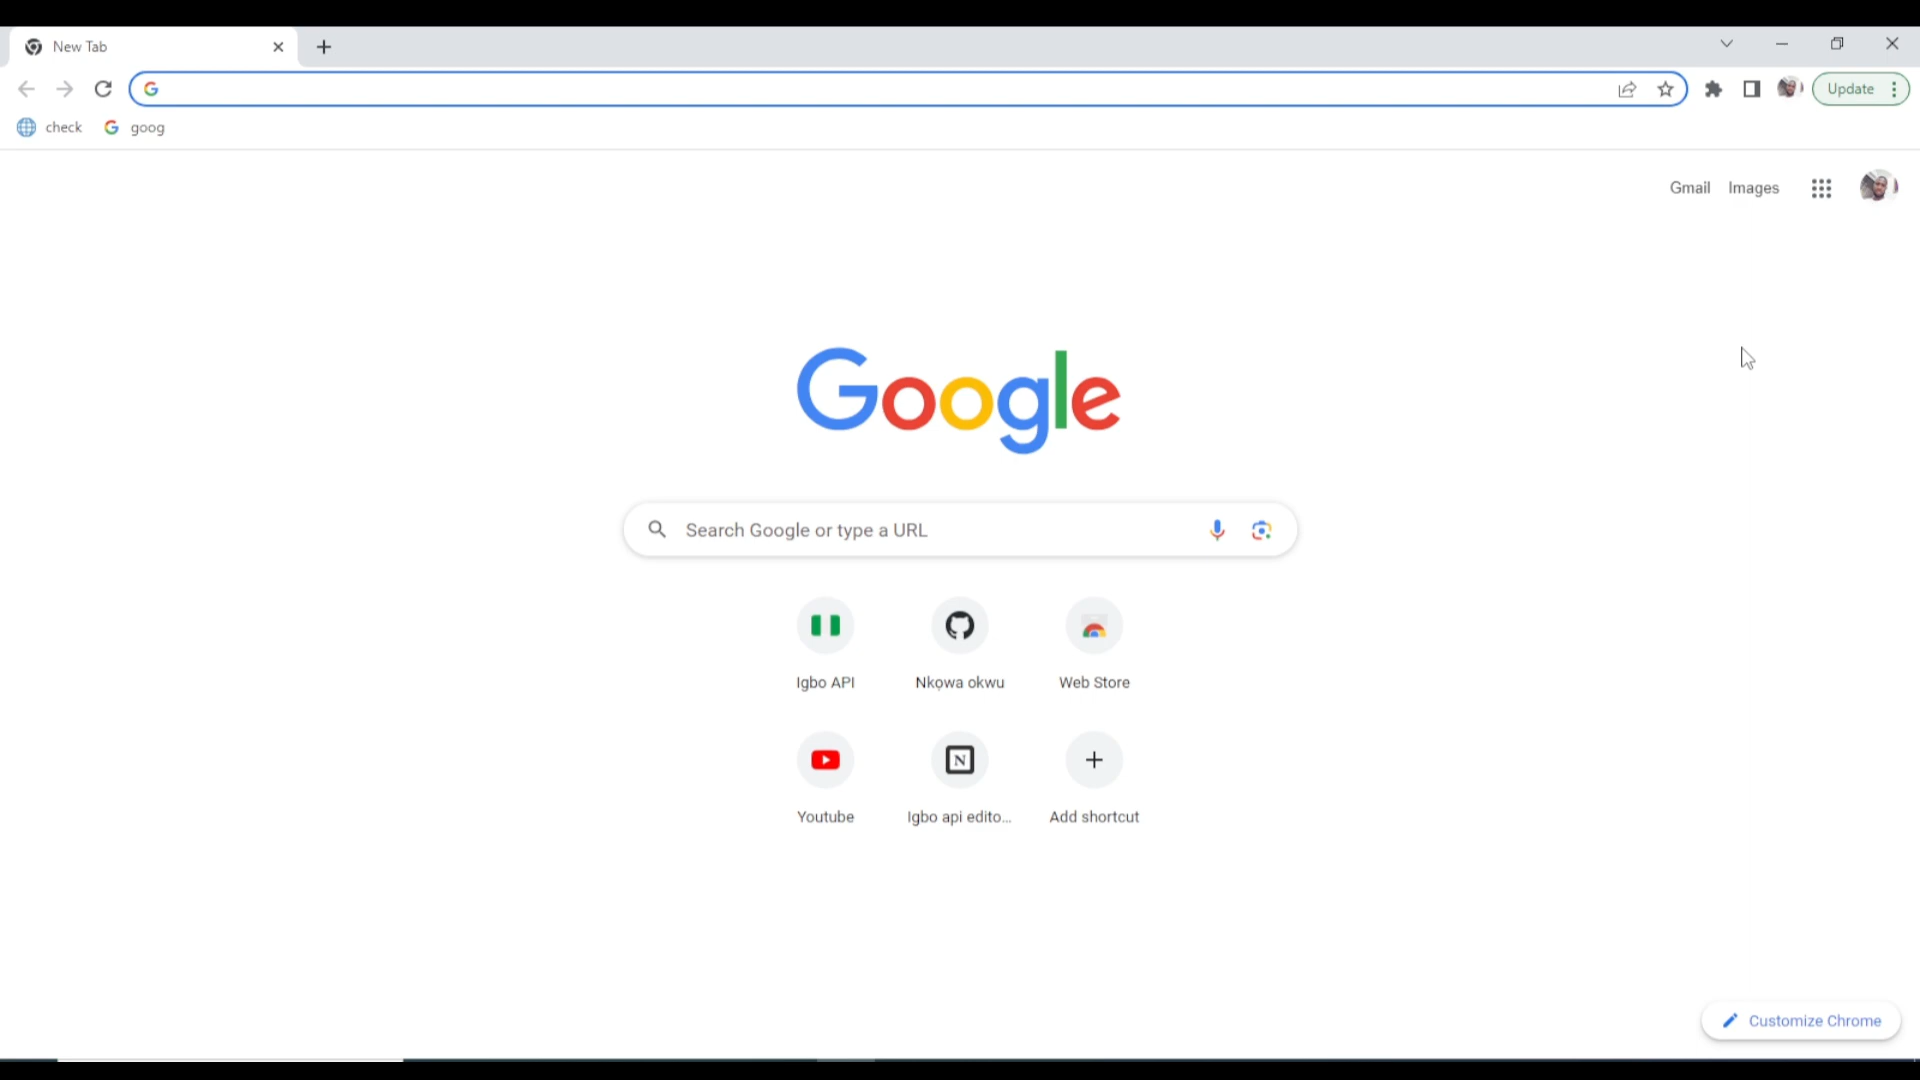 New Tab
Update
check goog
Gmail Images
Google
Search Google or type a URL
Igbo API Nkọwa okwu Web Store
N
Youtube Igbo api edito... Add shortcut
Customize Chrome